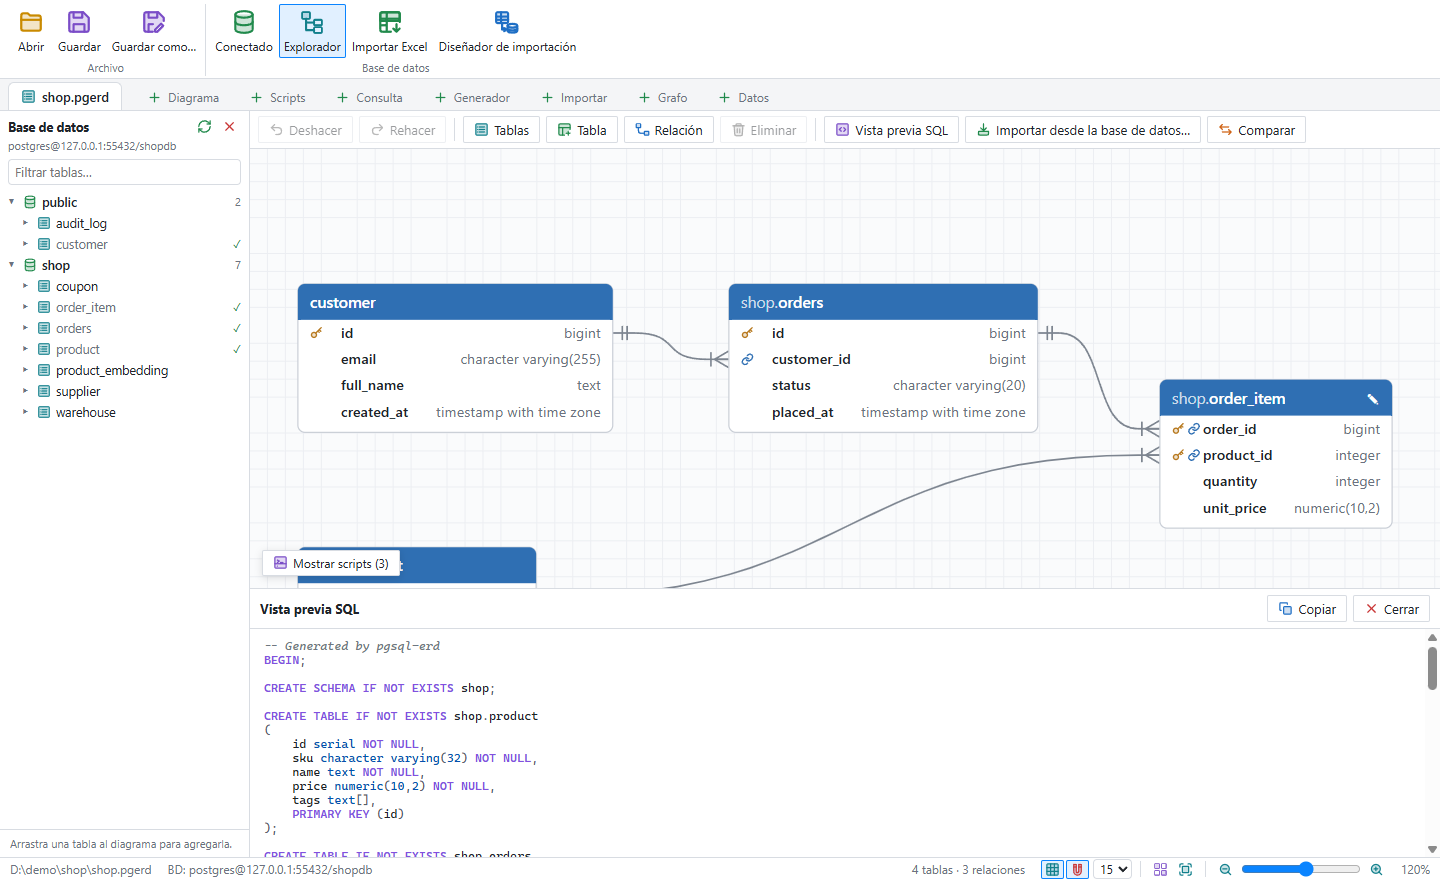 Abrir
Guardar
Guardar como...
Archivo
Conectado
Explorador
Importar Excel
Diseñador de importación
Base de datos
shop.pgerd
Diagrama
Scripts
Consulta
Generador
Importar
Grafo
Datos
Base de datos
postgres@127.0.0.1:55432/shopdb
Filtrar tablas...
public 2
audit_log
customer ✓
shop 7
coupon
order_item ✓
orders ✓
product ✓
product_embedding
supplier
warehouse
Arrastra una tabla al diagrama para agregarla.
Deshacer
Rehacer
Tablas
Tabla
Relación
Eliminar
Vista previa SQL
Importar desde la base de datos...
Comparar
customer
id bigint
email character varying(255)
full_name text
created_at timestamp with time zone
shop.orders
id bigint
customer_id bigint
status character varying(20)
placed_at timestamp with time zone
shop.order_item
order_id bigint
product_id integer
quantity integer
unit_price numeric(10,2)
Mostrar scripts (3)
Vista previa SQL
Copiar
Cerrar
-- Generated by pgsql-erd
BEGIN;
CREATE SCHEMA IF NOT EXISTS shop;
CREATE TABLE IF NOT EXISTS shop.product
(
id serial NOT NULL,
sku character varying(32) NOT NULL,
name text NOT NULL,
price numeric(10,2) NOT NULL,
tags text[],
PRIMARY KEY (id)
);
CREATE TABLE IF NOT EXISTS shop.orders
D:\demo\shop\shop.pgerd
BD: postgres@127.0.0.1:55432/shopdb
4 tablas · 3 relaciones
15
120%